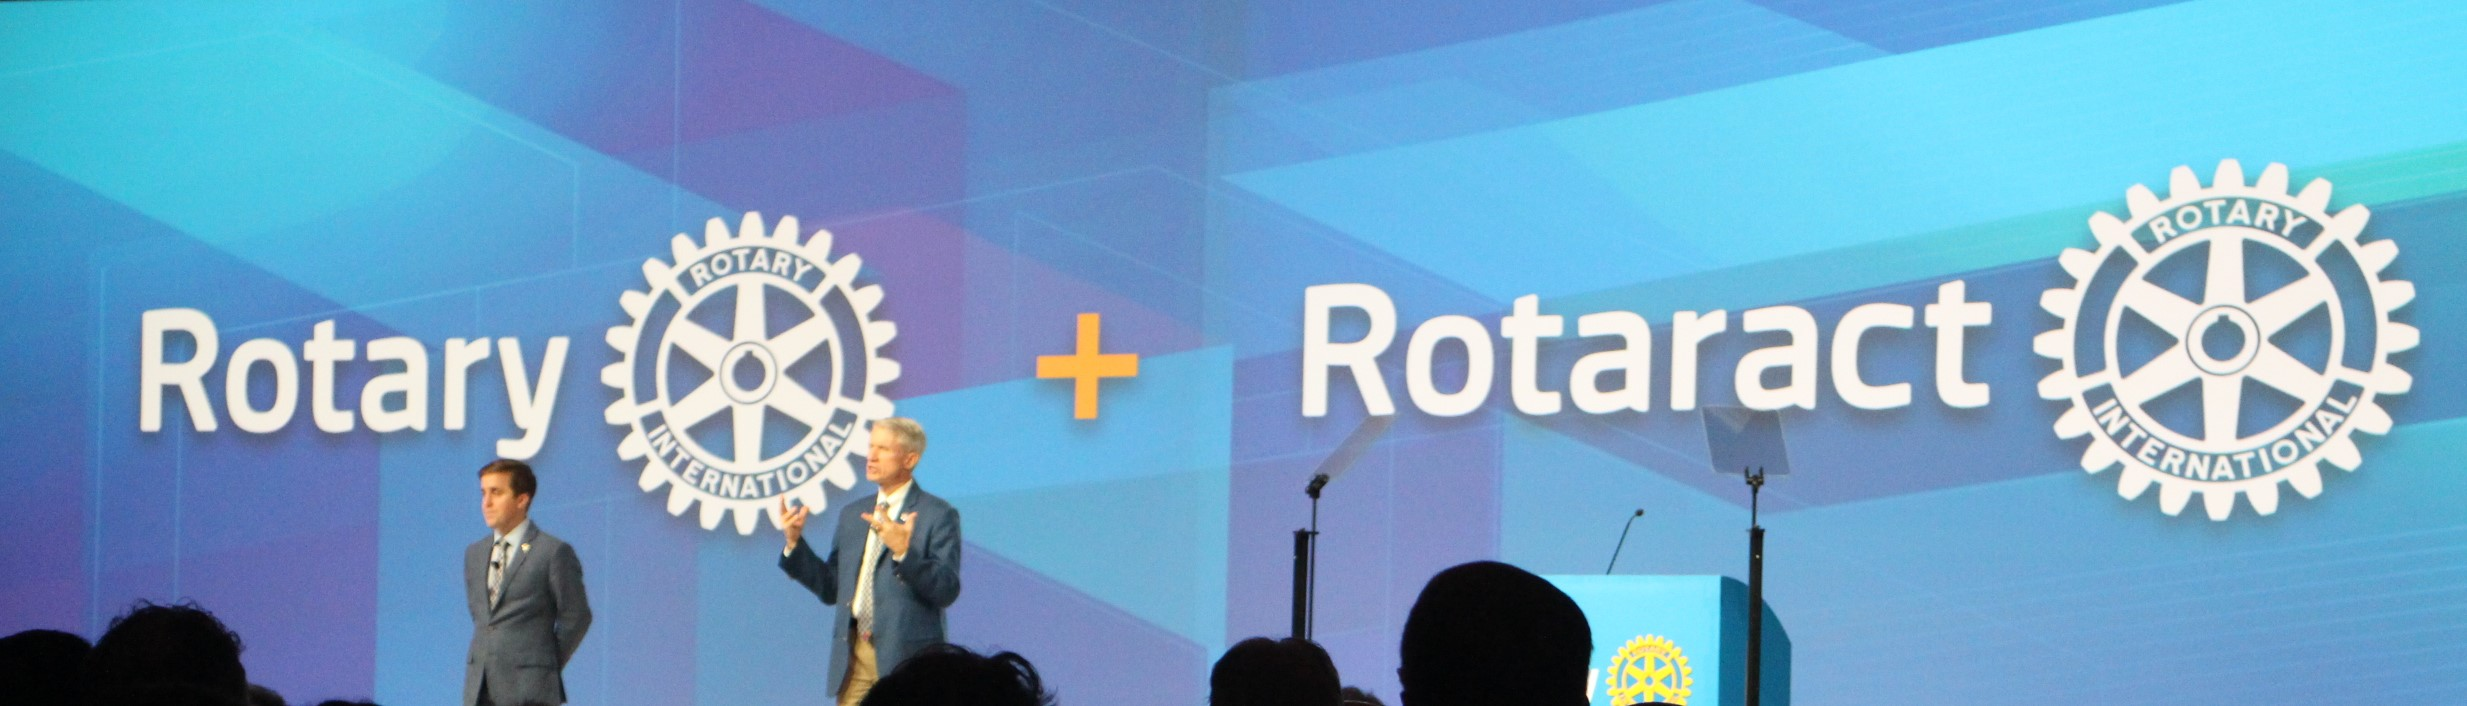 Rotary
ROTARY
INTERNATIONAL
+
Rotaract
ROTARY
INTERNATIONAL